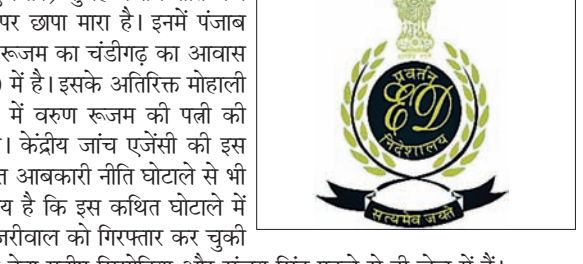 पर छापा मारा है। इनमें पंजाब
रूजम का चंडीगढ़ का आवास
में है। इसके अतिरिक्त मोहाली
में वरुण रूजम की पत्नी की
। केंद्रीय जांच एजेंसी की इस
आबकारी नीति घोटाले से भी
है कि इस कथित घोटाले में
को गिरफ्तार कर चुकी
प्रवर्तन
ED
निदेशालय
सत्यमेव जयते